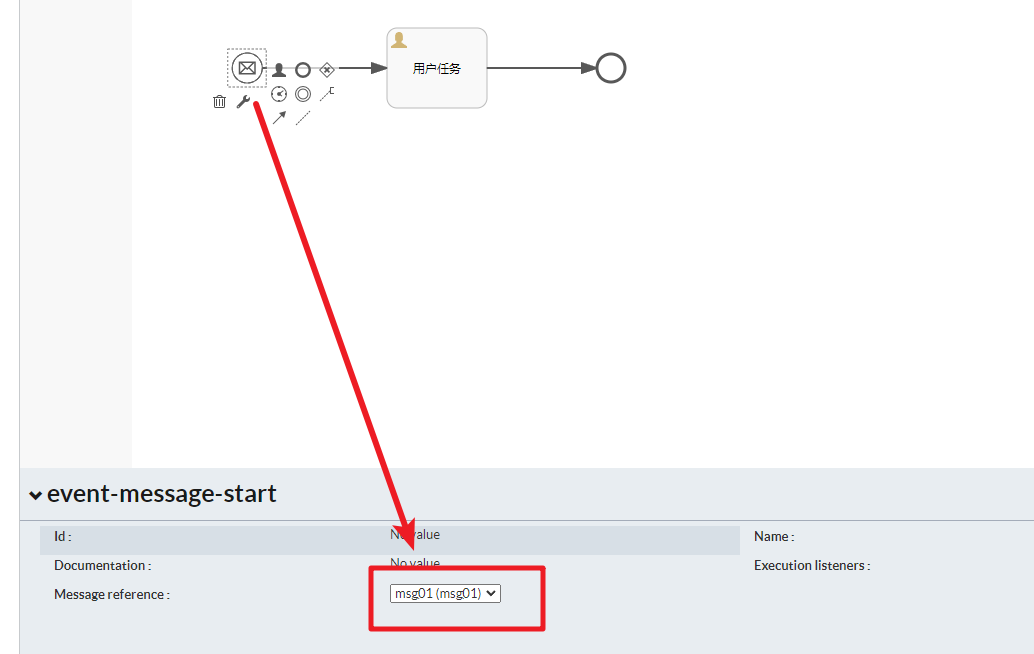 用户任务
event-message-start
Id :
No value
Name :
Documentation :
No value
Execution listeners :
Message reference :
msg01 (msg01)